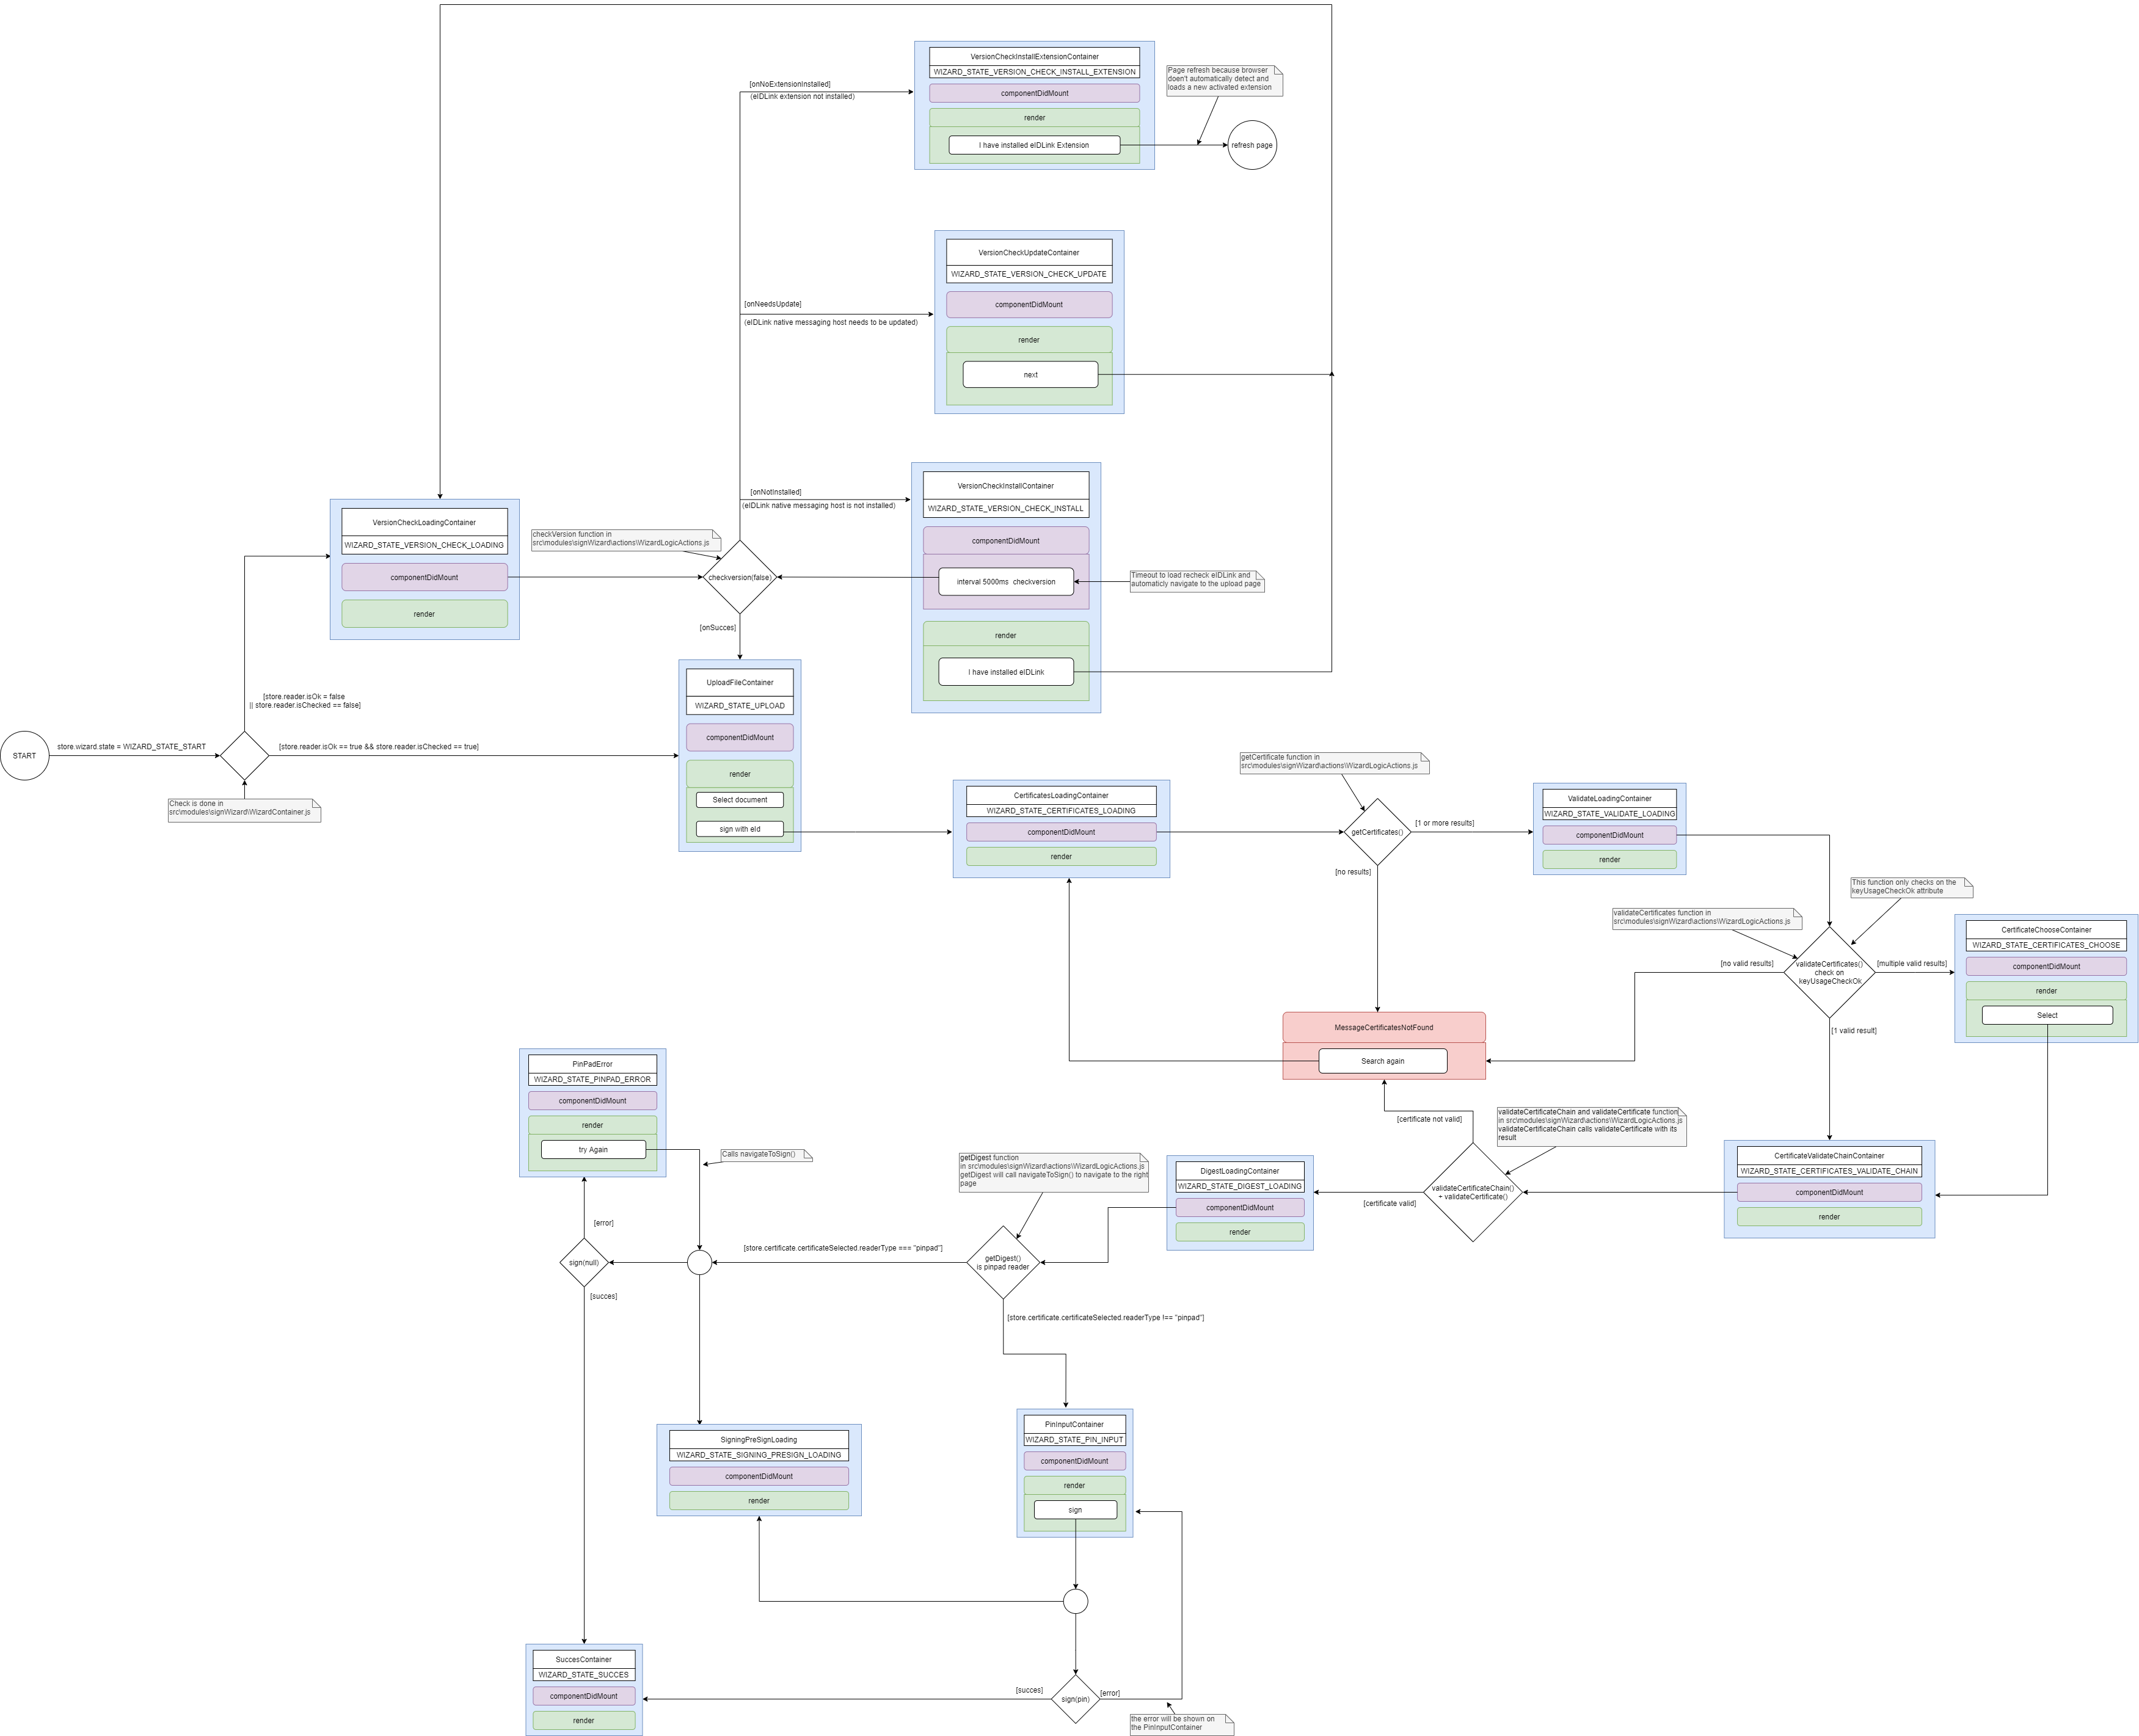 VersionCheckInstallExtensionContainer
WIZARD_STATE_VERSION_CHECK_INSTALL_EXTENSION
componentDidMount
render
I have installed eIDLink Extension
[onNoExtensionInstalled]
(eIDLink extension not installed)
Page refresh because browser
doen't automatically detect and
loads a new activated extension
refresh page
VersionCheckUpdateContainer
WIZARD_STATE_VERSION_CHECK_UPDATE
componentDidMount
render
next
[onNeedsUpdate]
(eIDLink native messaging host needs to be updated)
VersionCheckInstallContainer
WIZARD_STATE_VERSION_CHECK_INSTALL
componentDidMount
interval 5000ms  checkversion
render
I have installed eIDLink
[onNotInstalled]
(eIDLink native messaging host is not installed)
Timeout to load recheck eIDLink and
automaticly navigate to the upload page
VersionCheckLoadingContainer
WIZARD_STATE_VERSION_CHECK_LOADING
componentDidMount
render
checkVersion function in
src\modules\signWizard\actions\WizardLogicActions.js
checkversion(false)
[onSucces]
[store.reader.isOk = false
|| store.reader.isChecked == false]
START
store.wizard.state = WIZARD_STATE_START
[store.reader.isOk == true && store.reader.isChecked == true]
Check is done in
src\modules\signWizard\WizardContainer.js
UploadFileContainer
WIZARD_STATE_UPLOAD
componentDidMount
render
Select document
sign with eId
CertificatesLoadingContainer
WIZARD_STATE_CERTIFICATES_LOADING
componentDidMount
render
getCertificate function in
src\modules\signWizard\actions\WizardLogicActions.js
getCertificates()
[1 or more results]
[no results]
ValidateLoadingContainer
WIZARD_STATE_VALIDATE_LOADING
componentDidMount
render
This function only checks on the
keyUsageCheckOk attribute
validateCertificates function in
src\modules\signWizard\actions\WizardLogicActions.js
validateCertificates()
check on
keyUsageCheckOk
[no valid results]
[multiple valid results]
[1 valid result]
CertificateChooseContainer
WIZARD_STATE_CERTIFICATES_CHOOSE
componentDidMount
render
Select
MessageCertificatesNotFound
Search again
[certificate not valid]
validateCertificateChain and validateCertificate function
in src\modules\signWizard\actions\WizardLogicActions.js
validateCertificateChain calls validateCertificate with its
result
CertificateValidateChainContainer
WIZARD_STATE_CERTIFICATES_VALIDATE_CHAIN
componentDidMount
render
validateCertificateChain()
+ validateCertificate()
[certificate valid]
DigestLoadingContainer
WIZARD_STATE_DIGEST_LOADING
componentDidMount
render
getDigest function
in src\modules\signWizard\actions\WizardLogicActions.js
getDigest will call navigateToSign() to navigate to the right
page
getDigest()
is pinpad reader
[store.certificate.certificateSelected.readerType === "pinpad"]
[store.certificate.certificateSelected.readerType !== "pinpad"]
PinPadError
WIZARD_STATE_PINPAD_ERROR
componentDidMount
render
try Again
Calls navigateToSign()
[error]
sign(null)
[succes]
SigningPreSignLoading
WIZARD_STATE_SIGNING_PRESIGN_LOADING
componentDidMount
render
PinInputContainer
WIZARD_STATE_PIN_INPUT
componentDidMount
render
sign
SuccesContainer
WIZARD_STATE_SUCCES
componentDidMount
render
[succes]
sign(pin)
[error]
the error will be shown on
the PinInputContainer